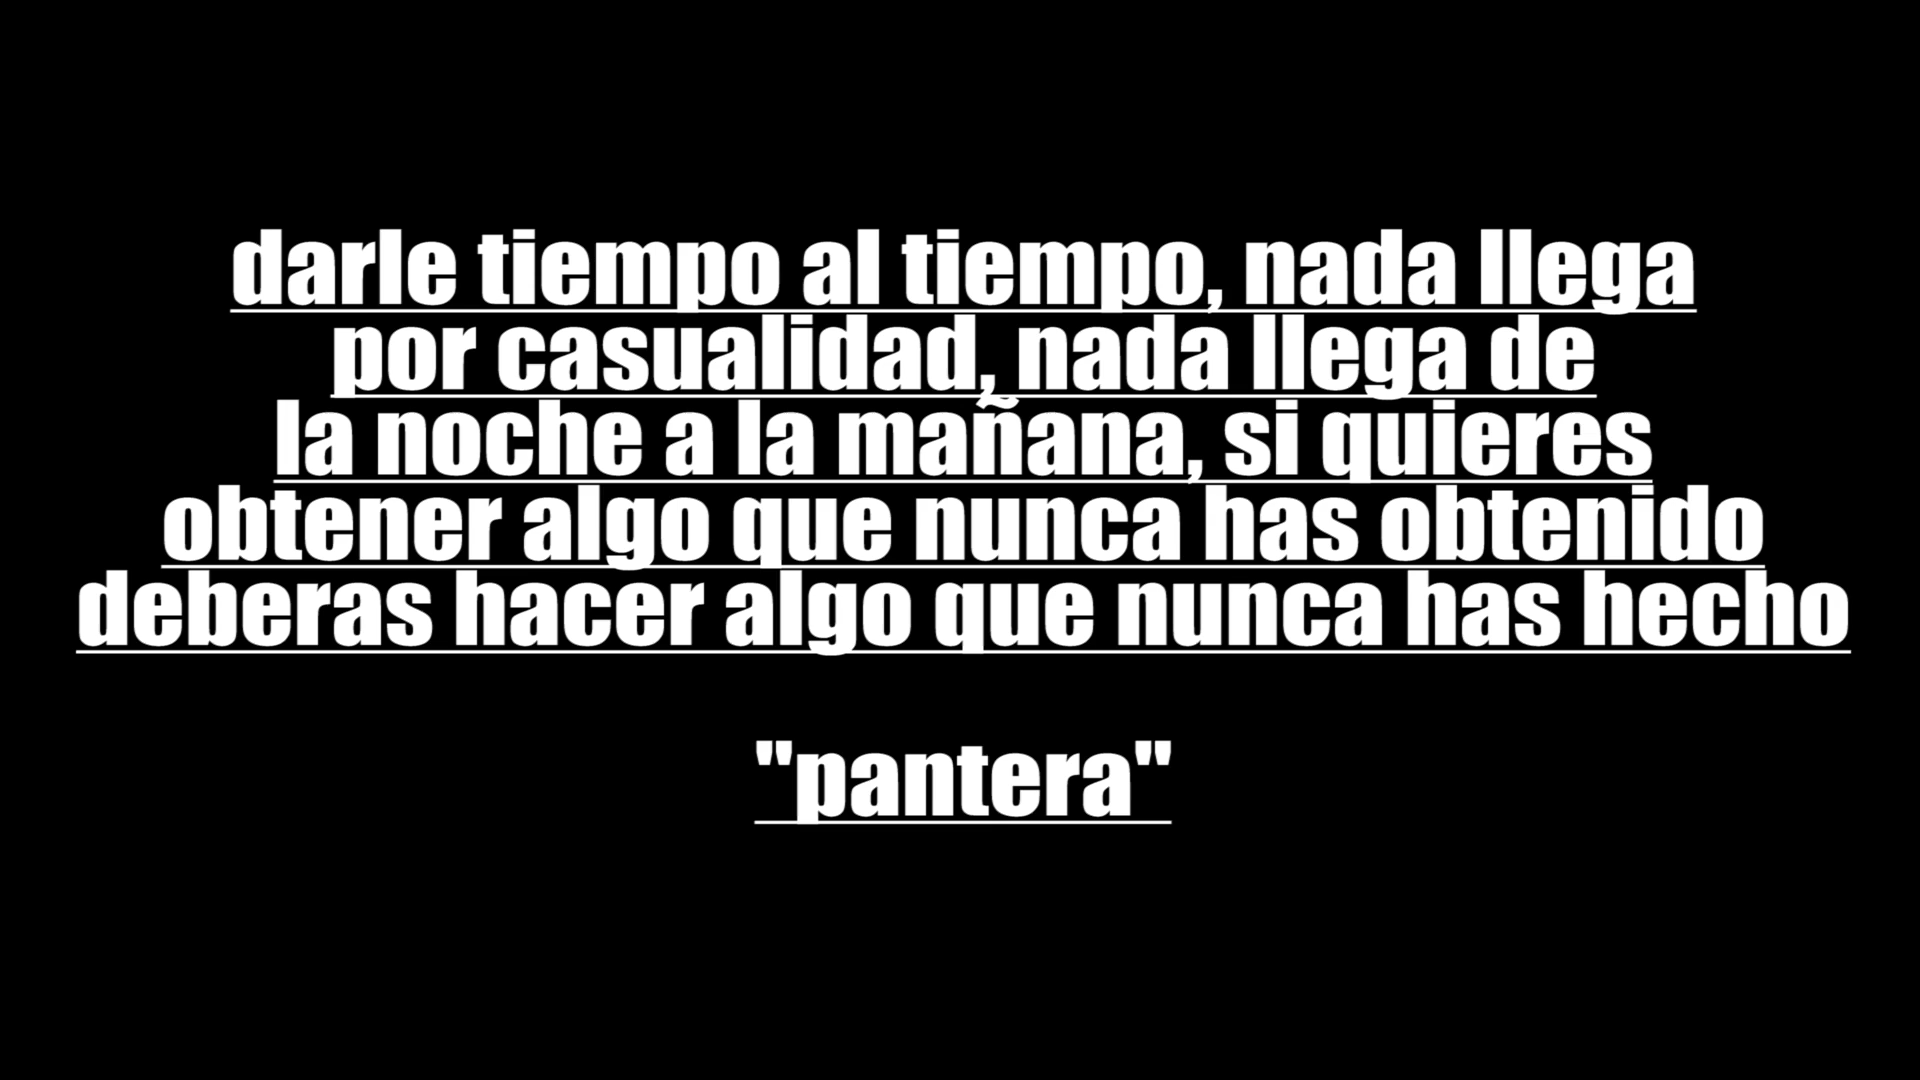 darle tiempo al tiempo, nada llega
por casualidad, nada llega de
la noche a la mañana, si quieres
obtener algo que nunca has obtenido
deberas hacer algo que nunca has hecho
"pantera"